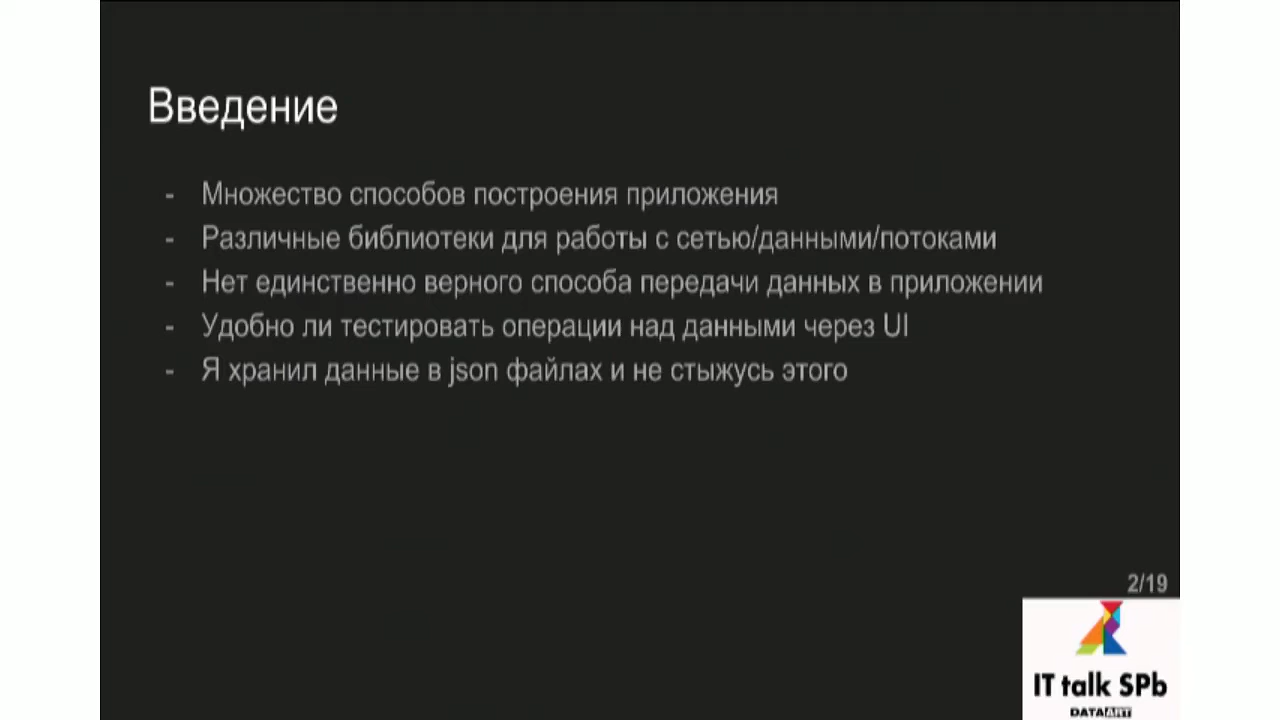 Введение
- Множество способов построения приложения
- Различные библиотеки для работы с сетью/данными/потоками
- Нет единственно верного способа передачи данных в приложении
- Удобно ли тестировать операции над данными через UI
- Я хранил данные в json файлах и не стыжусь этого
2/19
IT talk SPb
DATAART